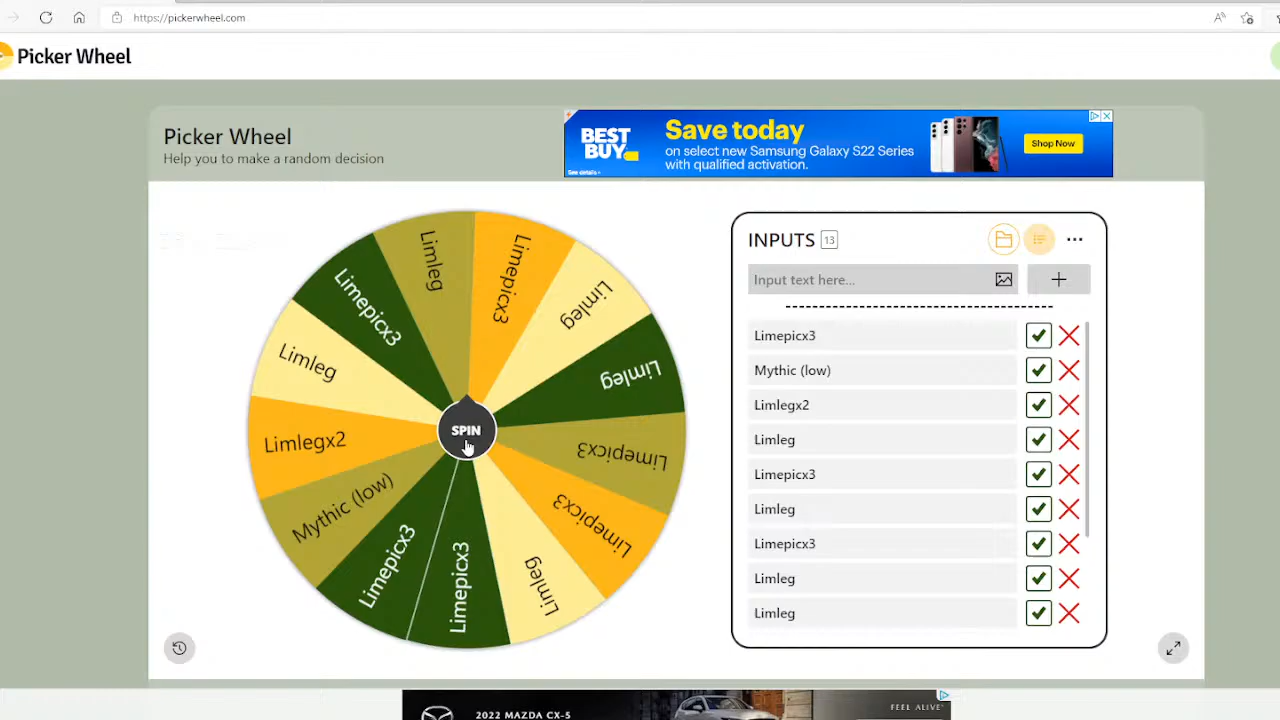 https://pickerwheel.com
Picker Wheel
Picker Wheel
Help you to make a random decision
BEST BUY
See details
Save today
on select new Samsung Galaxy S22 Series
with qualified activation.
Shop Now
Limleg
Limepicx3
Limleg
Limleg
Limepicx3
Limepicx3
Limleg
Limepicx3
Limepicx3
Mythic (low)
Limlegx2
Limleg
Limepicx3
SPIN
INPUTS 13
Input text here...
Limepicx3
Mythic (low)
Limlegx2
Limleg
Limepicx3
Limleg
Limepicx3
Limleg
Limleg
2022 MAZDA CX-5
FEEL ALIVE